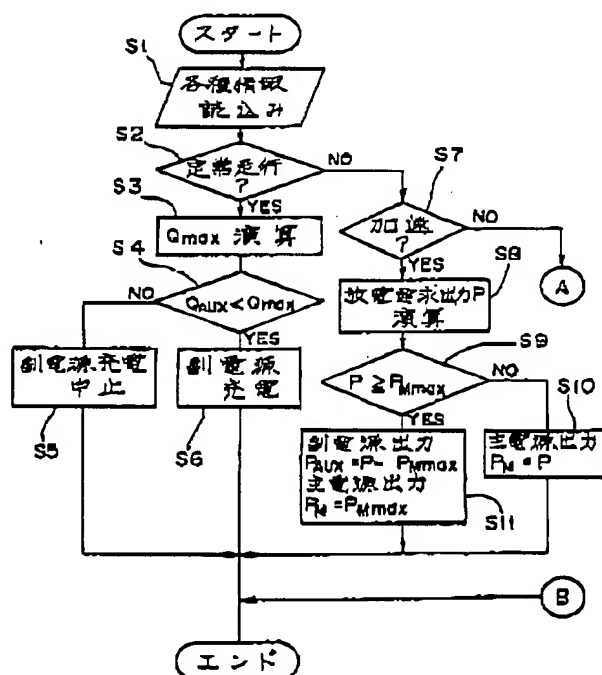 スタート
S1
各種情報
読込み
S2
定常走行
?
NO
YES
S3
Qmax 演算
S4
QAUX<Qmax
NO
YES
副電源充電
中止
S5
副電源
充電
S6
S7
加速
?
NO
YES
A
S8
放電要求出力P
演算
S9
P≧PMmax
NO
YES
S10
主電源出力
PM=P
副電源出力
PAUX=P-PMmax
主電源出力
PM=PMmax
S11
B
エンド